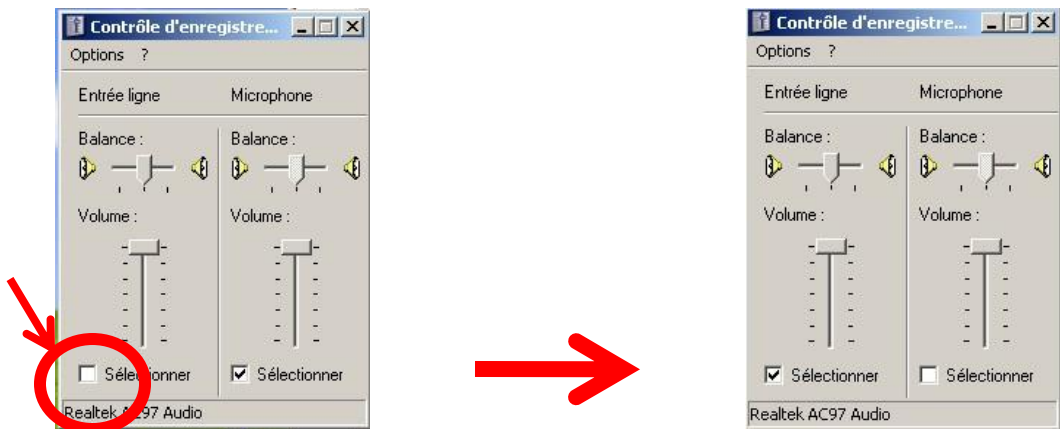 Contrôle d'enregistre...
Options ?
Entrée ligne Microphone
Balance : Balance :
Volume : Volume :
Sélectionner Sélectionner
Realtek AC97 Audio
Contrôle d'enregistre...
Options ?
Entrée ligne Microphone
Balance : Balance :
Volume : Volume :
Sélectionner Sélectionner
Realtek AC97 Audio